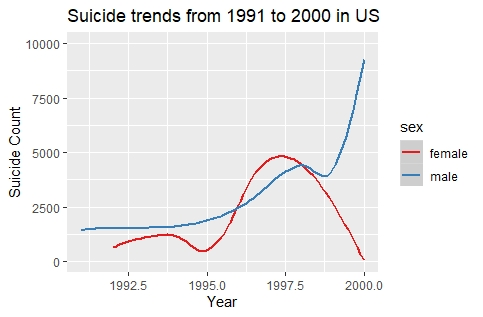 Suicide trends from 1991 to 2000 in US
10000
7500
5000
2500
0
Suicide Count
1992.5 1995.0 1997.5 2000.0
Year
sex
female
male